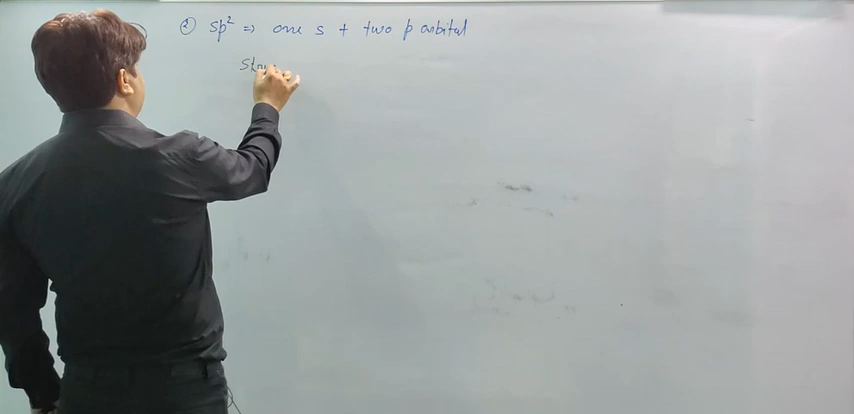 ② sp² => one s + two p orbital